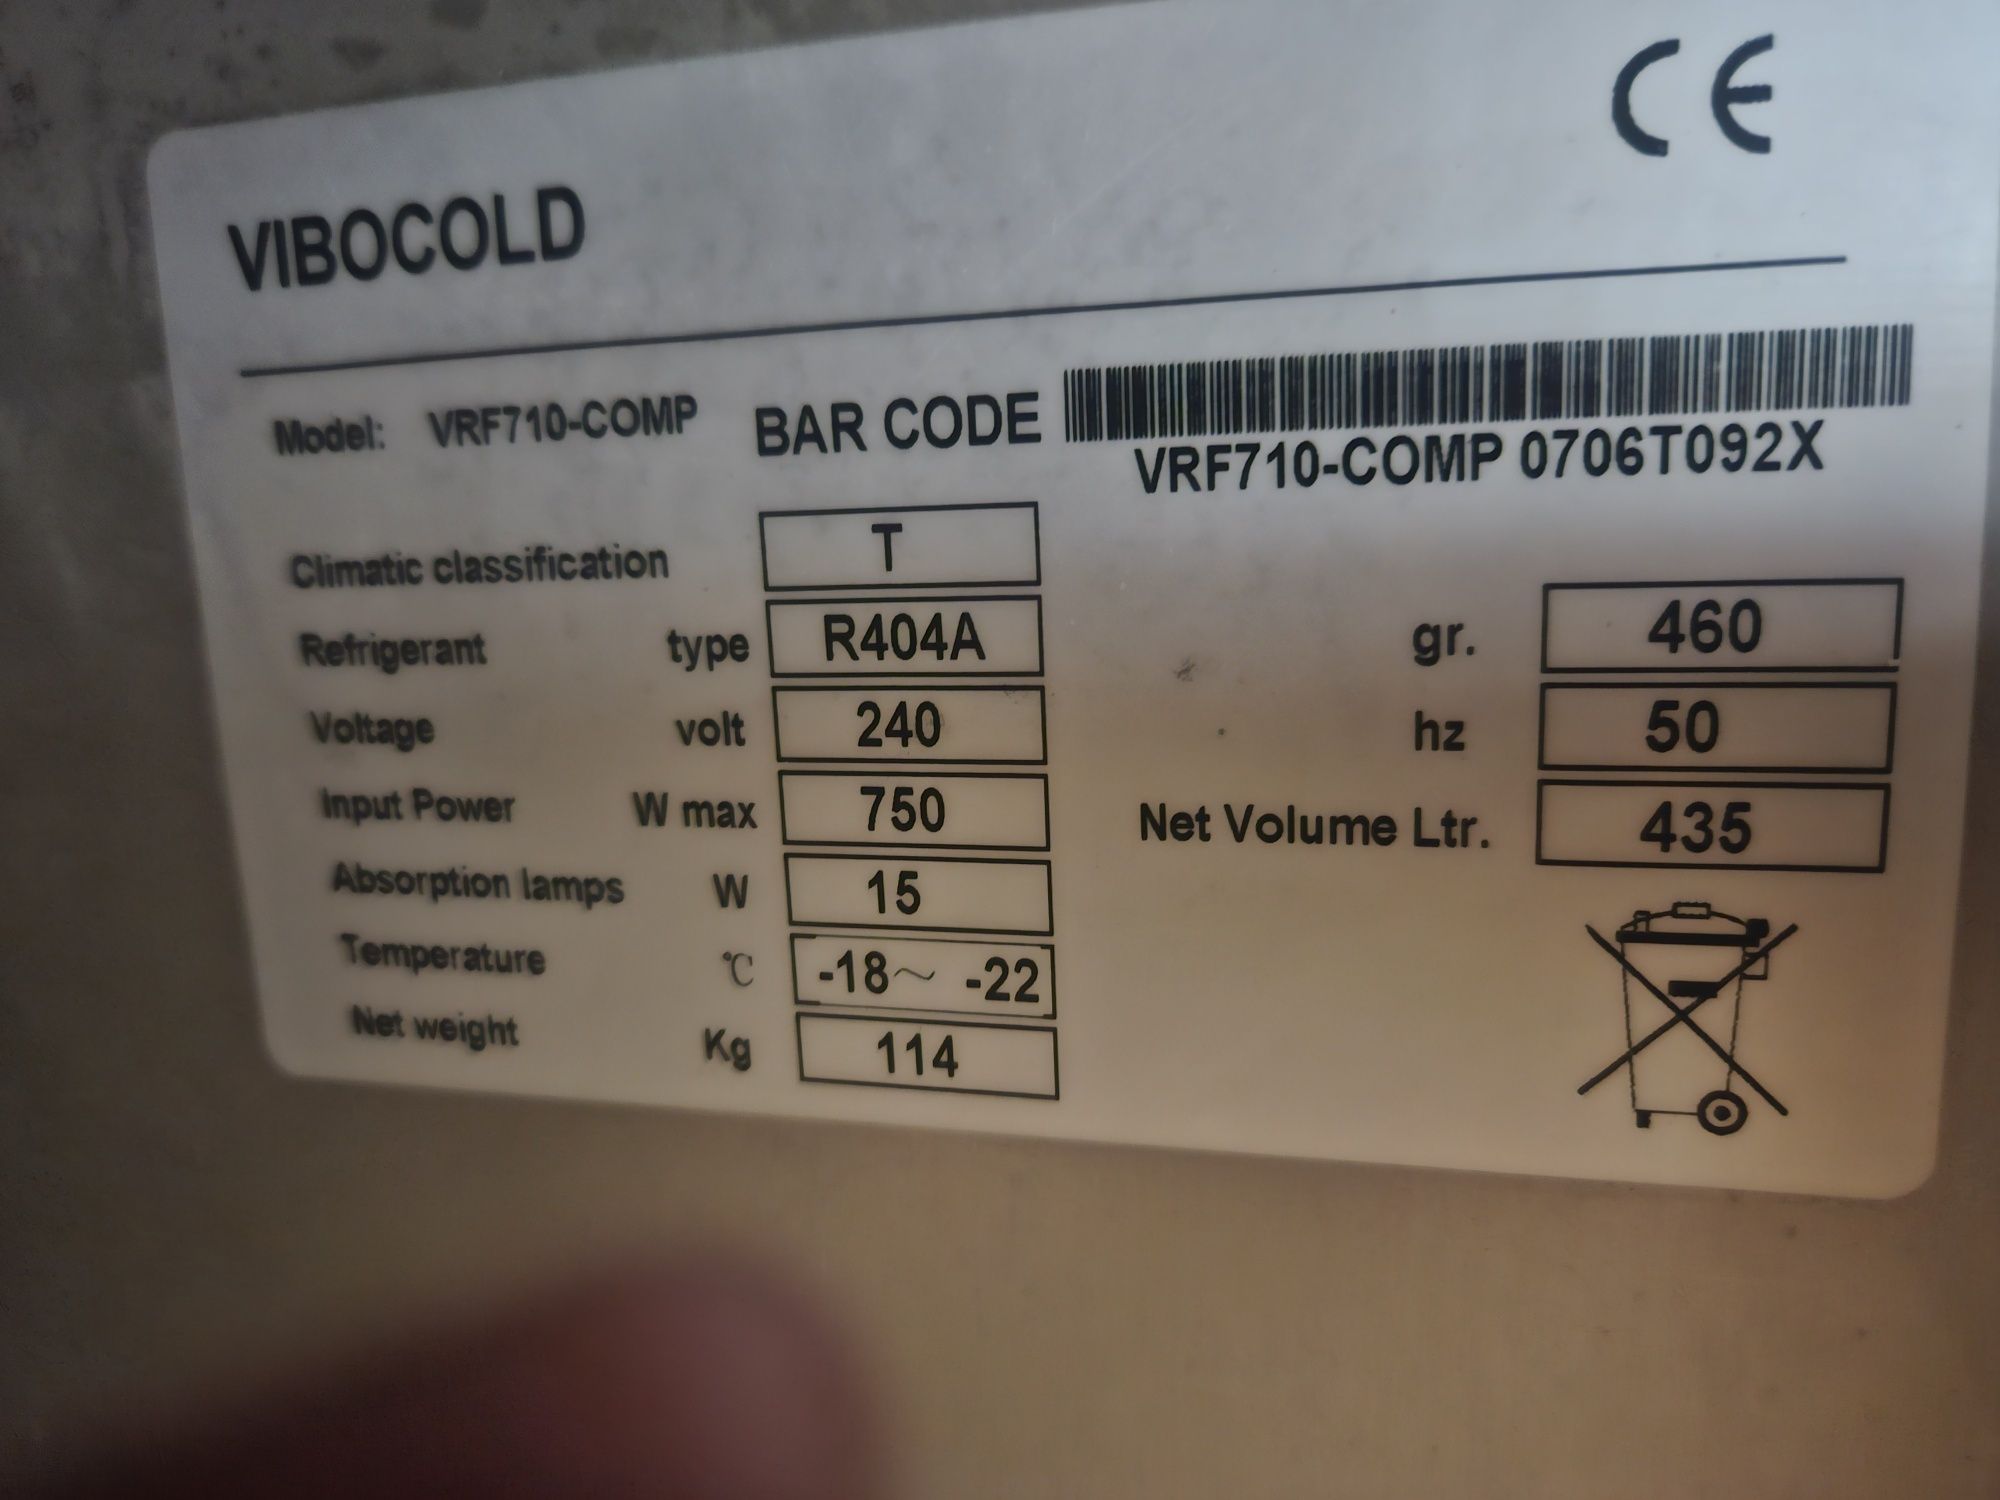 CE
VIBOCOLD
Model: VRF710-COMP BAR CODE
VRF710-COMP 0706T092X
Climatic classification T
Refrigerant type R404A gr. 460
Voltage volt 240 hz 50
Input Power W max 750 Net Volume Ltr. 435
Absorption lamps W 15
Temperature ℃ -18～ -22
Net weight Kg 114